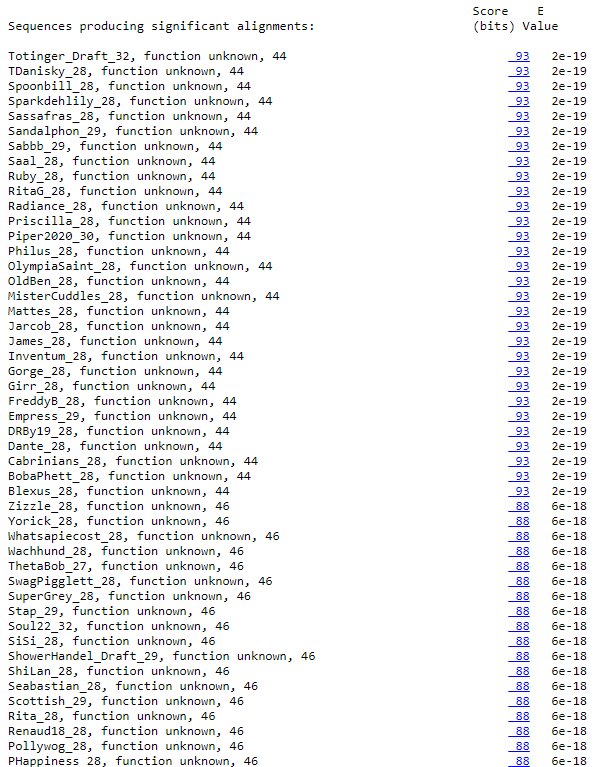 Score E
Sequences producing significant alignments: (bits) Value
Totinger_Draft_32, function unknown, 44 93 2e-19
TDanisky_28, function unknown, 44 93 2e-19
Spoonbill_28, function unknown, 44 93 2e-19
Sparkdehlily_28, function unknown, 44 93 2e-19
Sassafras_28, function unknown, 44 93 2e-19
Sandalphon_29, function unknown, 44 93 2e-19
Sabbb_29, function unknown, 44 93 2e-19
Saal_28, function unknown, 44 93 2e-19
Ruby_28, function unknown, 44 93 2e-19
RitaG_28, function unknown, 44 93 2e-19
Radiance_28, function unknown, 44 93 2e-19
Priscilla_28, function unknown, 44 93 2e-19
Piper2020_30, function unknown, 44 93 2e-19
Philus_28, function unknown, 44 93 2e-19
OlympiaSaint_28, function unknown, 44 93 2e-19
OldBen_28, function unknown, 44 93 2e-19
MisterCuddles_28, function unknown, 44 93 2e-19
Mattes_28, function unknown, 44 93 2e-19
Jarcob_28, function unknown, 44 93 2e-19
James_28, function unknown, 44 93 2e-19
Inventum_28, function unknown, 44 93 2e-19
Gorge_28, function unknown, 44 93 2e-19
Girr_28, function unknown, 44 93 2e-19
FreddyB_28, function unknown, 44 93 2e-19
Empress_29, function unknown, 44 93 2e-19
DRBy19_28, function unknown, 44 93 2e-19
Dante_28, function unknown, 44 93 2e-19
Cabrinians_28, function unknown, 44 93 2e-19
BobaPhett_28, function unknown, 44 93 2e-19
Blexus_28, function unknown, 44 93 2e-19
Zizzle_28, function unknown, 46 88 6e-18
Yorick_28, function unknown, 46 88 6e-18
Whatsapiecost_28, function unknown, 46 88 6e-18
Wachhund_28, function unknown, 46 88 6e-18
ThetaBob_27, function unknown, 46 88 6e-18
SwagPigglett_28, function unknown, 46 88 6e-18
SuperGrey_28, function unknown, 46 88 6e-18
Stap_29, function unknown, 46 88 6e-18
Soul22_32, function unknown, 46 88 6e-18
SiSi_28, function unknown, 46 88 6e-18
ShowerHandel_Draft_29, function unknown, 46 88 6e-18
ShiLan_28, function unknown, 46 88 6e-18
Seabastian_28, function unknown, 46 88 6e-18
Scottish_29, function unknown, 46 88 6e-18
Rita_28, function unknown, 46 88 6e-18
Renaud18_28, function unknown, 46 88 6e-18
Pollywog_28, function unknown, 46 88 6e-18
PHappiness_28, function unknown, 46 88 6e-18